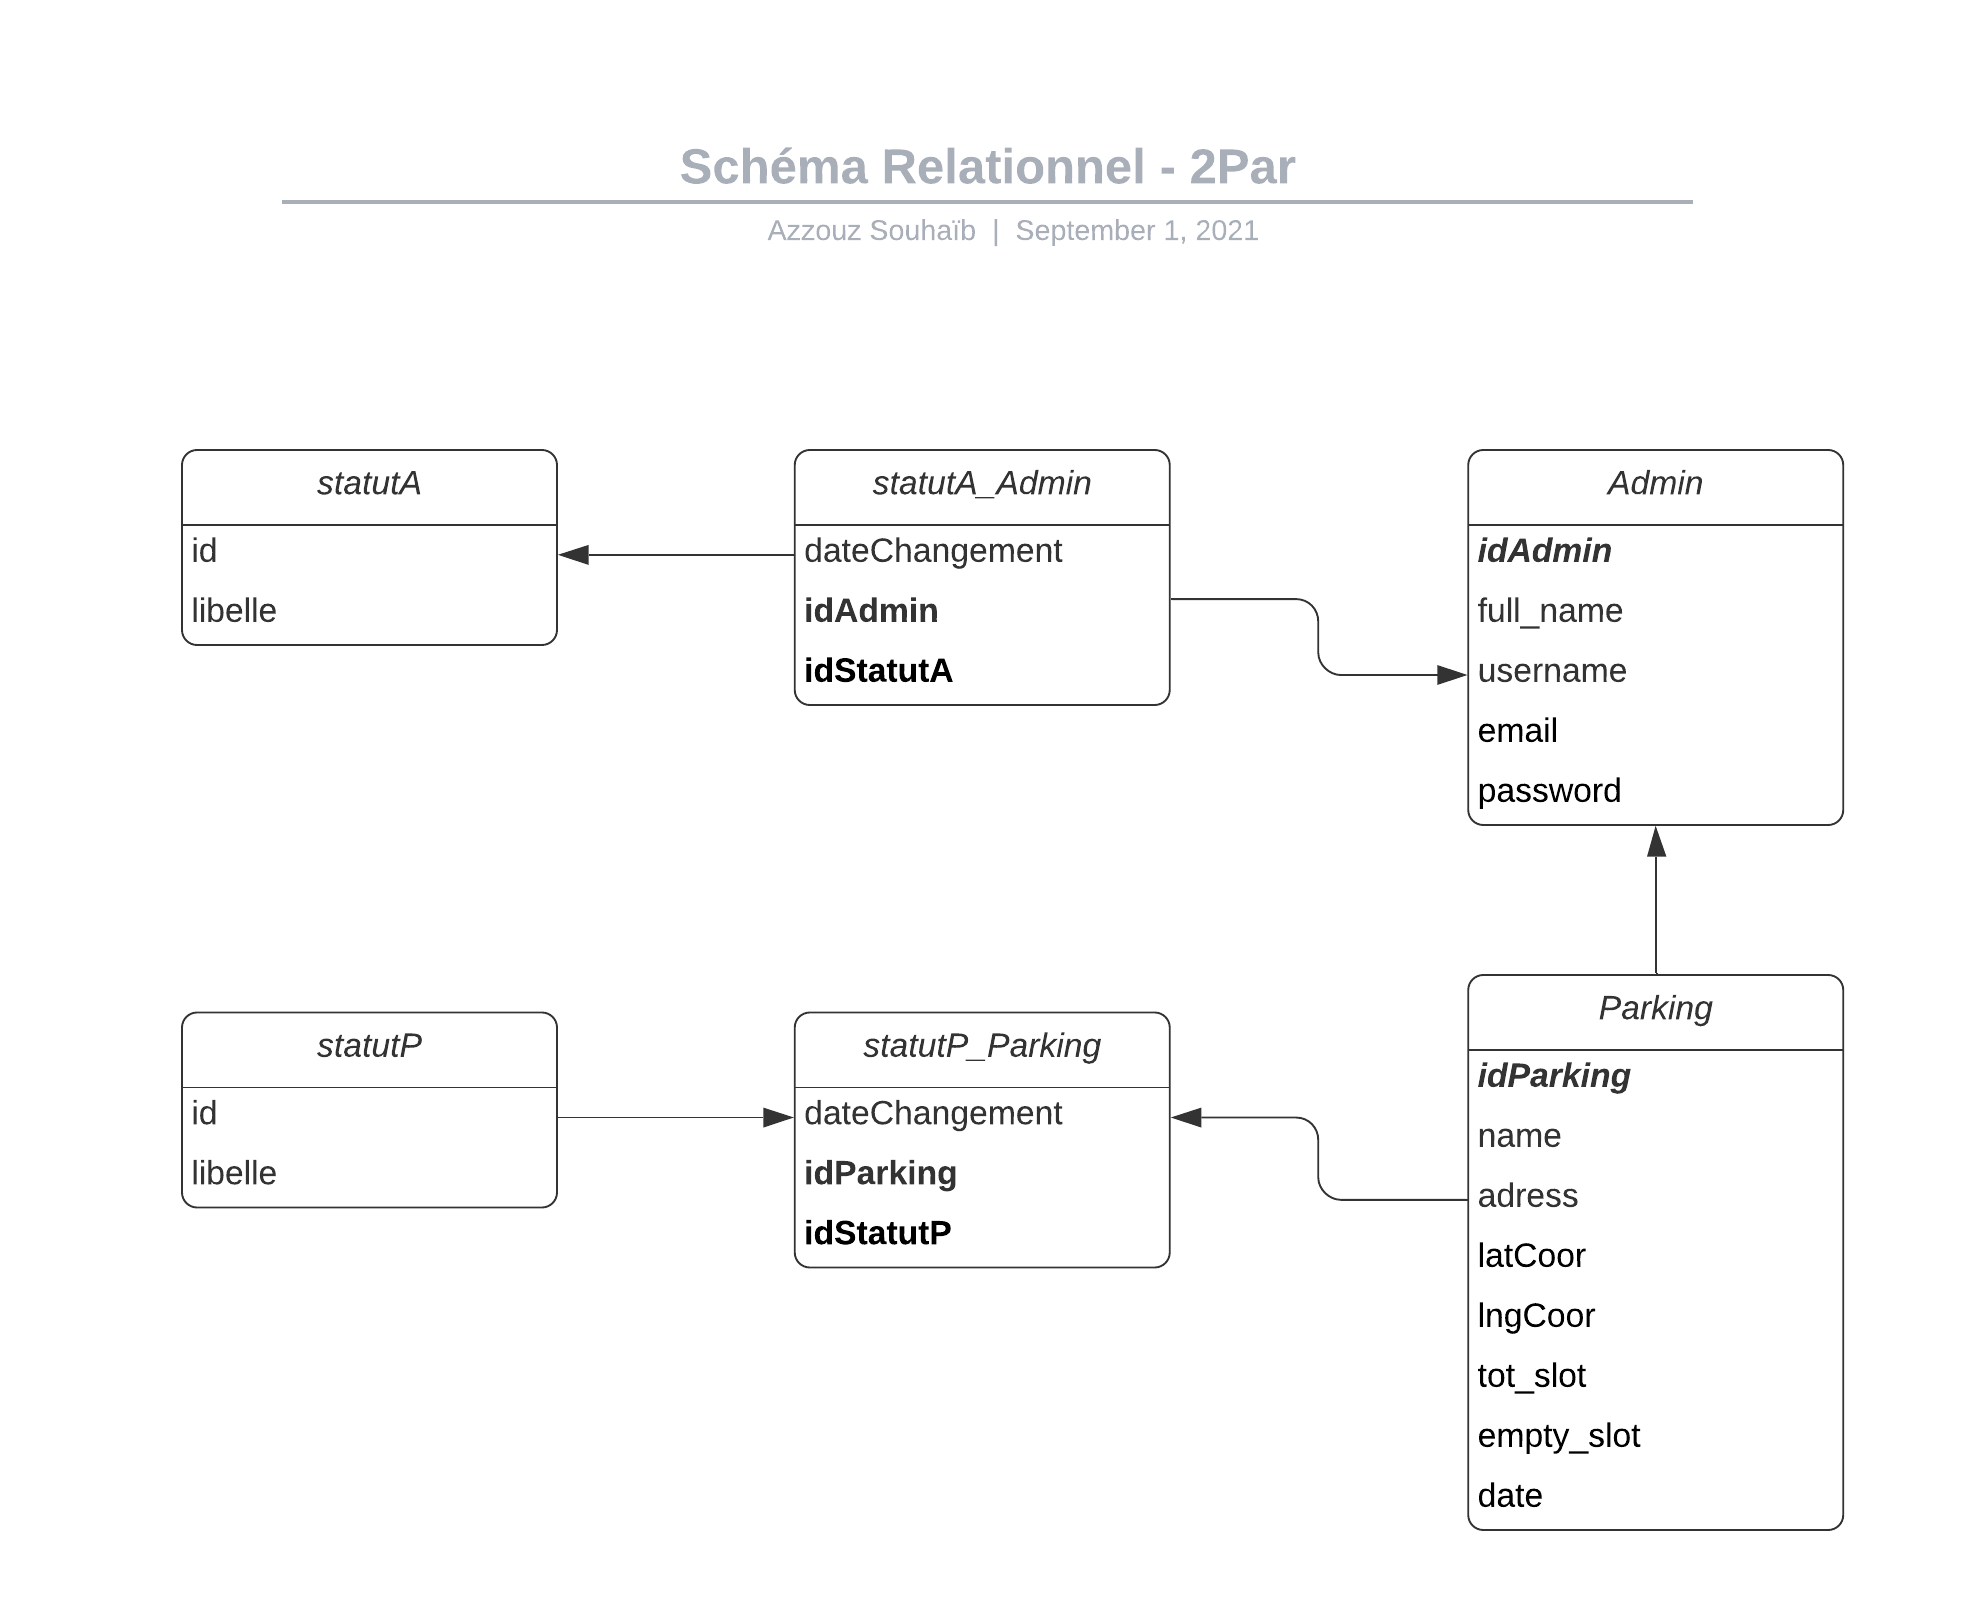 Schéma Relationnel - 2Par
Azzouz Souhaïb | September 1, 2021
statutA
id
libelle
statutA_Admin
dateChangement
idAdmin
idStatutA
Admin
idAdmin
full_name
username
email
password
statutP
id
libelle
statutP_Parking
dateChangement
idParking
idStatutP
Parking
idParking
name
adress
latCoor
lngCoor
tot_slot
empty_slot
date